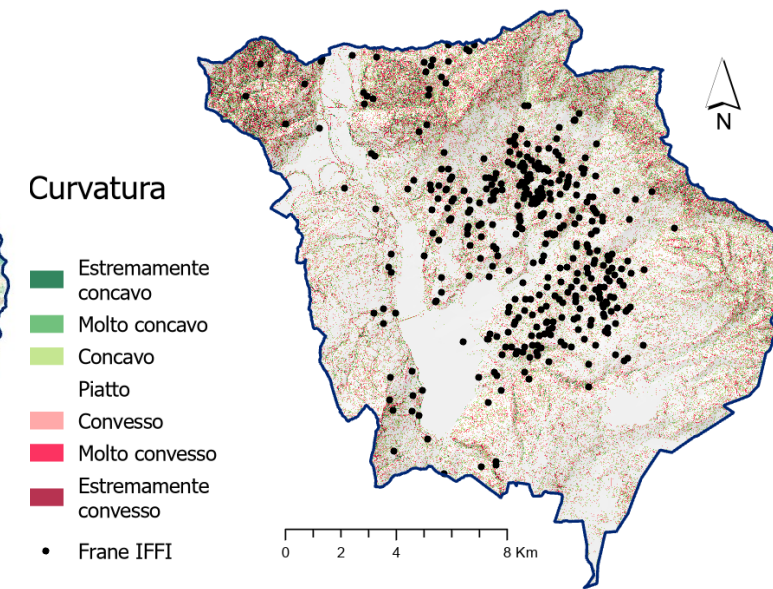 Curvatura
Estremamente
concavo
Molto concavo
Concavo
Piatto
Convesso
Molto convesso
Estremamente
convesso
Frane IFFI
N
0 2 4 8 Km